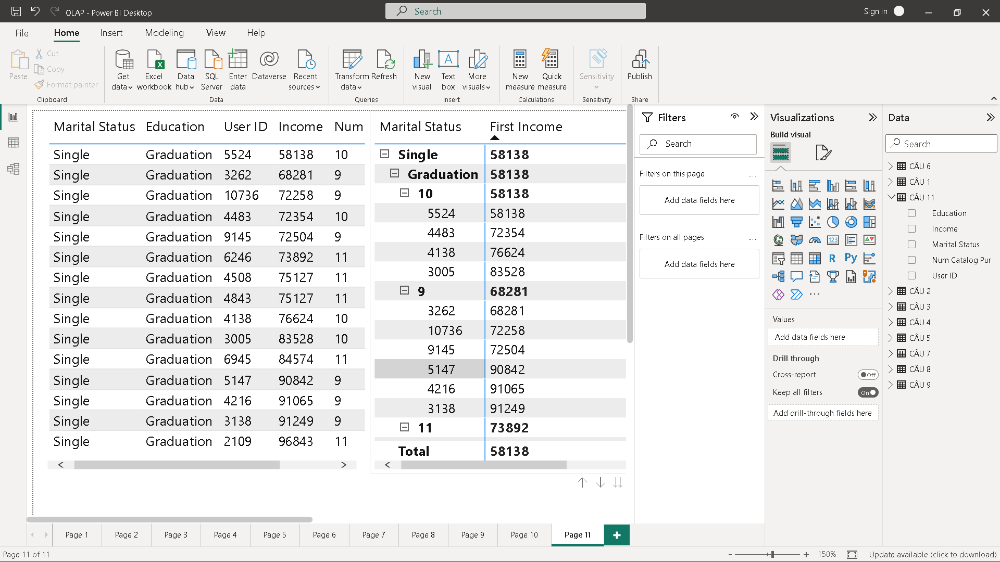 OLAP - Power BI Desktop
Search
Sign in
File Home Insert Modeling View Help
Paste
Cut
Copy
Format painter
Clipboard
Get data
Excel workbook
Data hub
SQL Server
Enter data
Dataverse
Recent sources
Data
Transform data
Refresh
Queries
New visual
Text box
More visuals
Insert
New measure
Quick measure
Calculations
Sensitivity
Sensitivity
Publish
Share
Marital Status Education User ID Income Num
Single Graduation 5524 58138 10
Single Graduation 3262 68281 9
Single Graduation 10736 72258 9
Single Graduation 4483 72354 10
Single Graduation 9145 72504 9
Single Graduation 6246 73892 11
Single Graduation 4508 75127 11
Single Graduation 4843 75127 11
Single Graduation 4138 76624 10
Single Graduation 3005 83528 10
Single Graduation 6945 84574 11
Single Graduation 5147 90842 9
Single Graduation 4216 91065 9
Single Graduation 3138 91249 9
Single Graduation 2109 96843 11
Marital Status First Income
Single 58138
Graduation 58138
10 58138
5524 58138
4483 72354
4138 76624
3005 83528
9 68281
3262 68281
10736 72258
9145 72504
5147 90842
4216 91065
3138 91249
11 73892
Total 58138
Filters
Search
Filters on this page ...
Add data fields here
Filters on all pages ...
Add data fields here
Visualizations
Build visual
123
R
Py
...
Values
Add data fields here
Drill through
Cross-report Off
Keep all filters On
Add drill-through fields here
Data
Search
CÂU 6
CÂU 1
CÂU 11
Education
Income
Marital Status
Num Catalog Pur
User ID
CÂU 2
CÂU 3
CÂU 4
CÂU 5
CÂU 7
CÂU 8
CÂU 9
Page 1 Page 2 Page 3 Page 4 Page 5 Page 6 Page 7 Page 8 Page 9 Page 10 Page 11 +
Page 11 of 11
- + 150%
Update available (click to download)